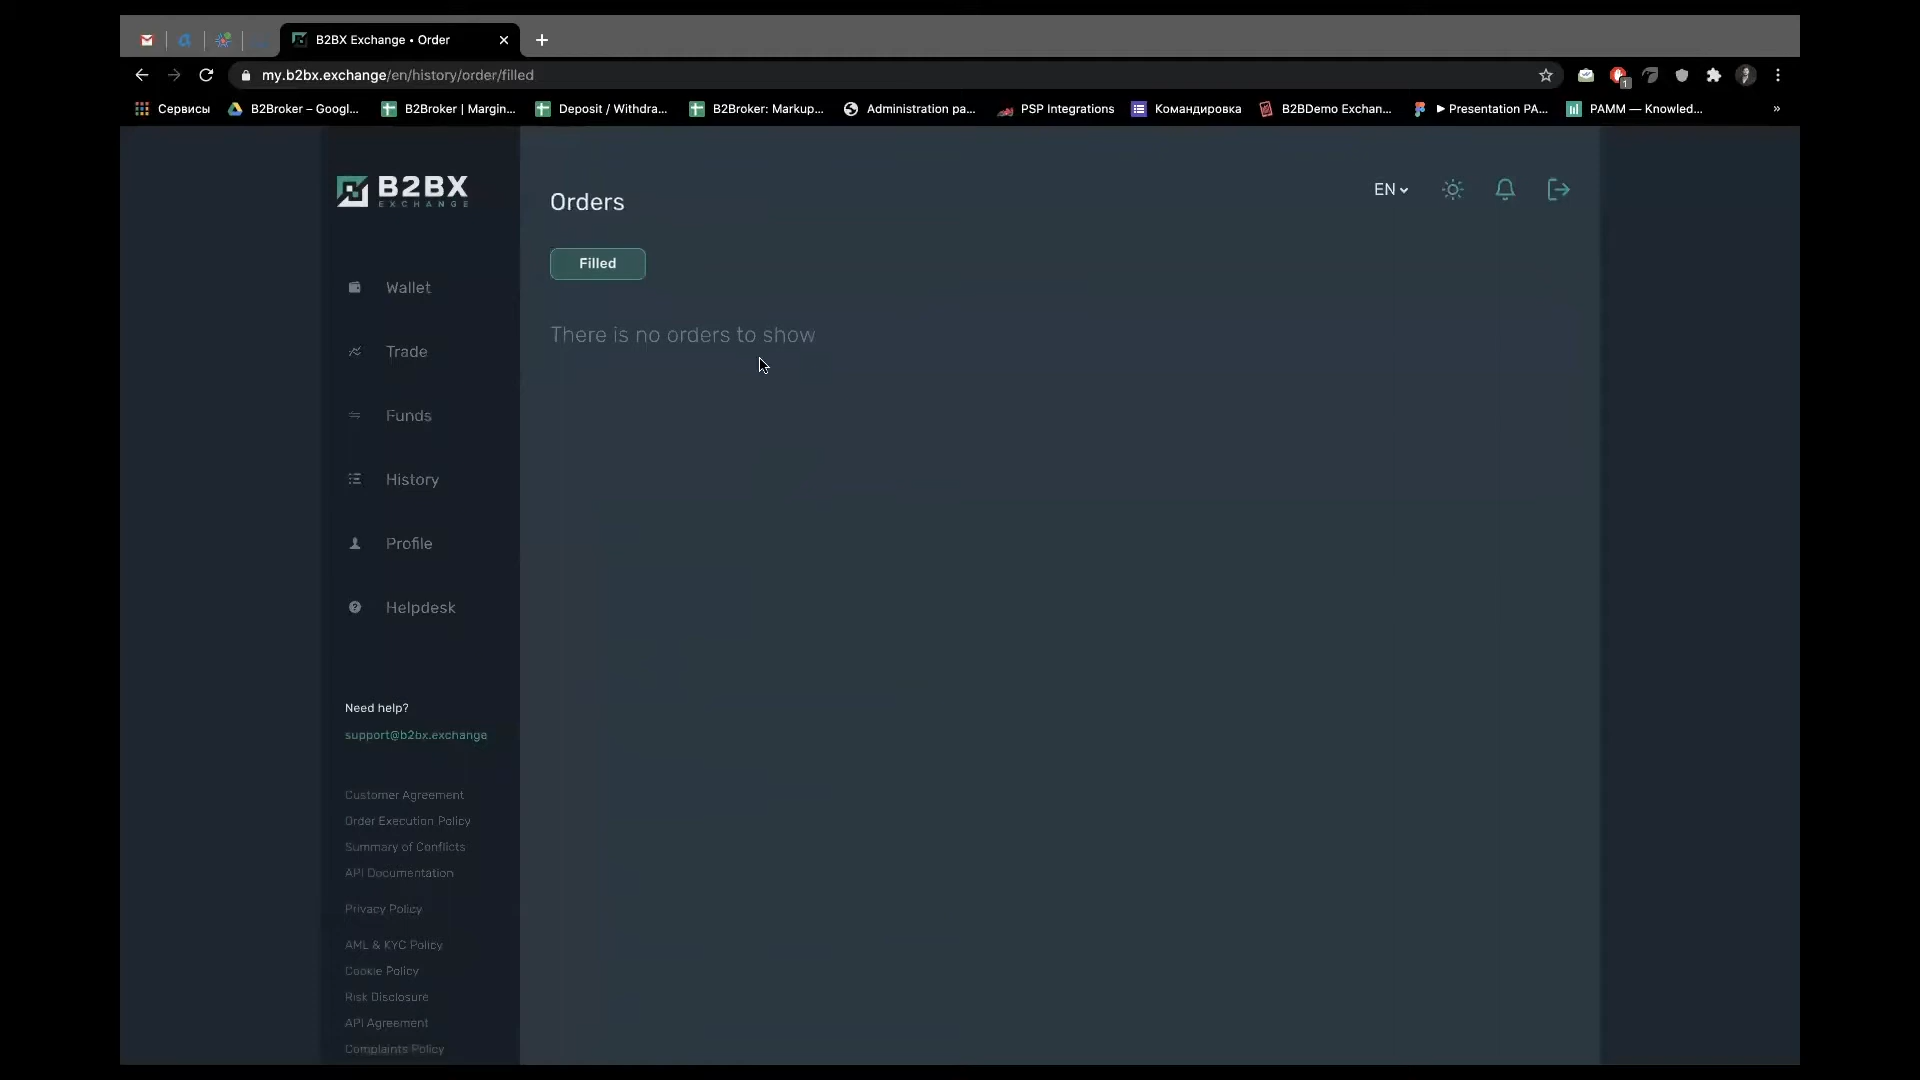 B2BX Exchange • Order
my.b2bx.exchange/en/history/order/filled
Сервисы
B2Broker – Googl...
B2Broker | Margin...
Deposit / Withdra...
B2Broker: Markup...
Administration pa...
PSP Integrations
Командировка
B2BDemo Exchan...
Presentation PA...
PAMM — Knowled...
»
B2BX
EXCHANGE
Orders
EN
Filled
There is no orders to show
Wallet
Trade
Funds
History
Profile
Helpdesk
Need help?
support@b2bx.exchange
Customer Agreement
Order Execution Policy
Summary of Conflicts
API Documentation
Privacy Policy
AML & KYC Policy
Cookie Policy
Risk Disclosure
API Agreement
Complaints Policy